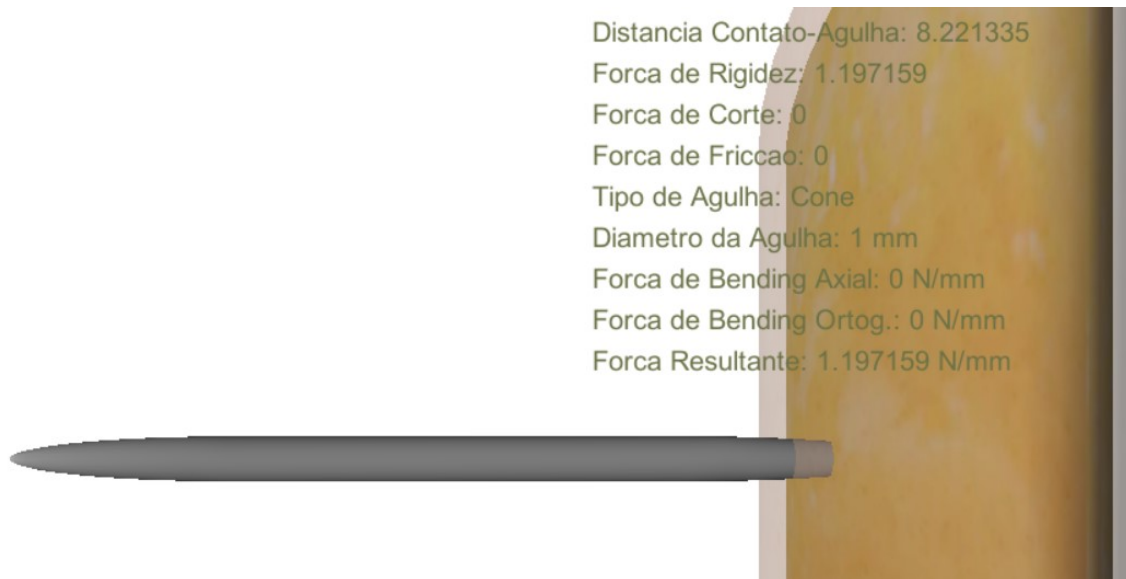 Distancia Contato-Agulha: 8.221335
Forca de Rigidez: 1.197159
Forca de Corte: 0
Forca de Friccao: 0
Tipo de Agulha: Cone
Diametro da Agulha: 1 mm
Forca de Bending Axial: 0 N/mm
Forca de Bending Ortog.: 0 N/mm
Forca Resultante: 1.197159 N/mm